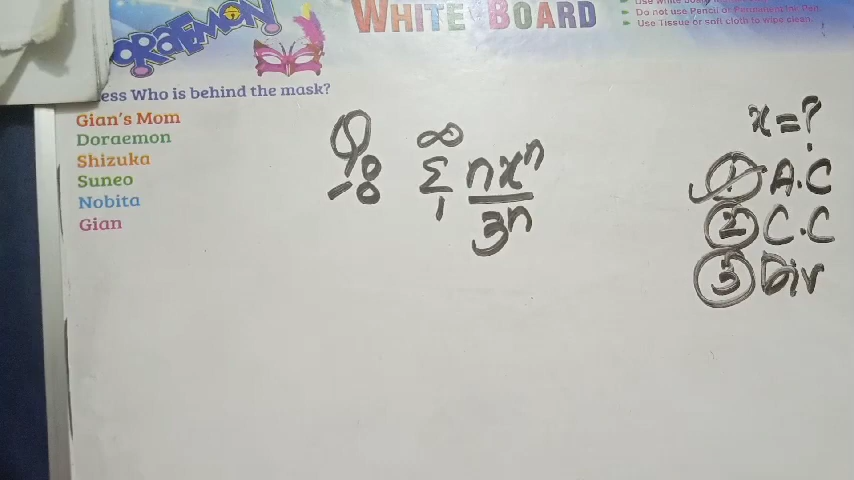 DORAEMON
WHITE BOARD
Do not use Pencil or Permanent Ink Pen.
Use Tissue or soft cloth to wipe clean.
ess Who is behind the mask?
Gian's Mom
Doraemon
Shizuka
Suneo
Nobita
Gian
Q:- ∞ Σ 1 nxⁿ / 3ⁿ
x=?
① A.C
② C.C
③ Div